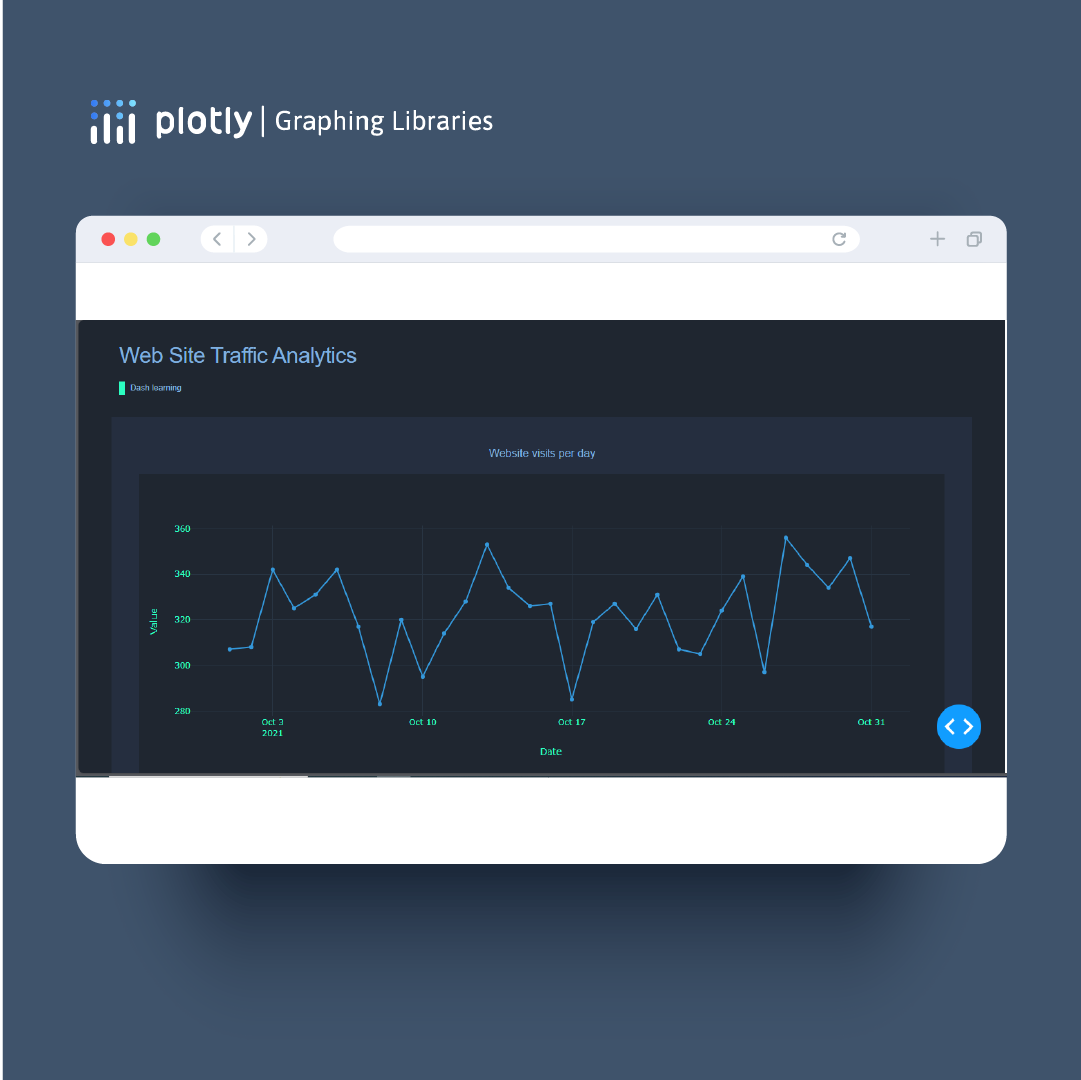 plotly | Graphing Libraries
Web Site Traffic Analytics
Dash learning
Website visits per day
360
340
320
300
280
Value
Oct 3
2021
Oct 10
Oct 17
Oct 24
Oct 31
Date